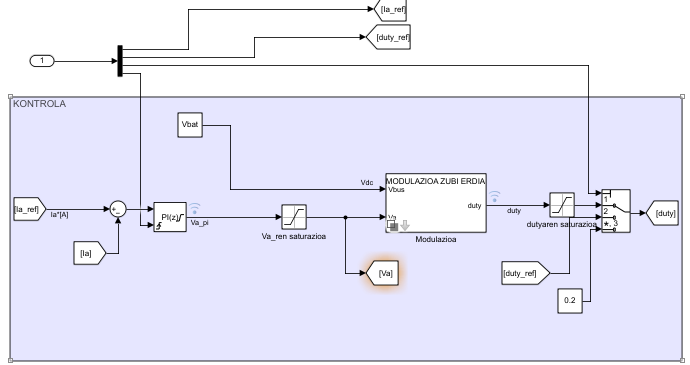 [Ia_ref]
[duty_ref]
1
KONTROLA
Vbat
Vdc
MODULAZIOA ZUBI ERDIA
Vbus
duty
Va
Modulazioa
[Ia_ref]
Ia*[A]
+
_
PI(z)
Va_pi
Va_ren saturazioa
duty
dutyaren saturazioa
1
2
*, 3
[duty]
[Ia]
[Va]
[duty_ref]
0.2